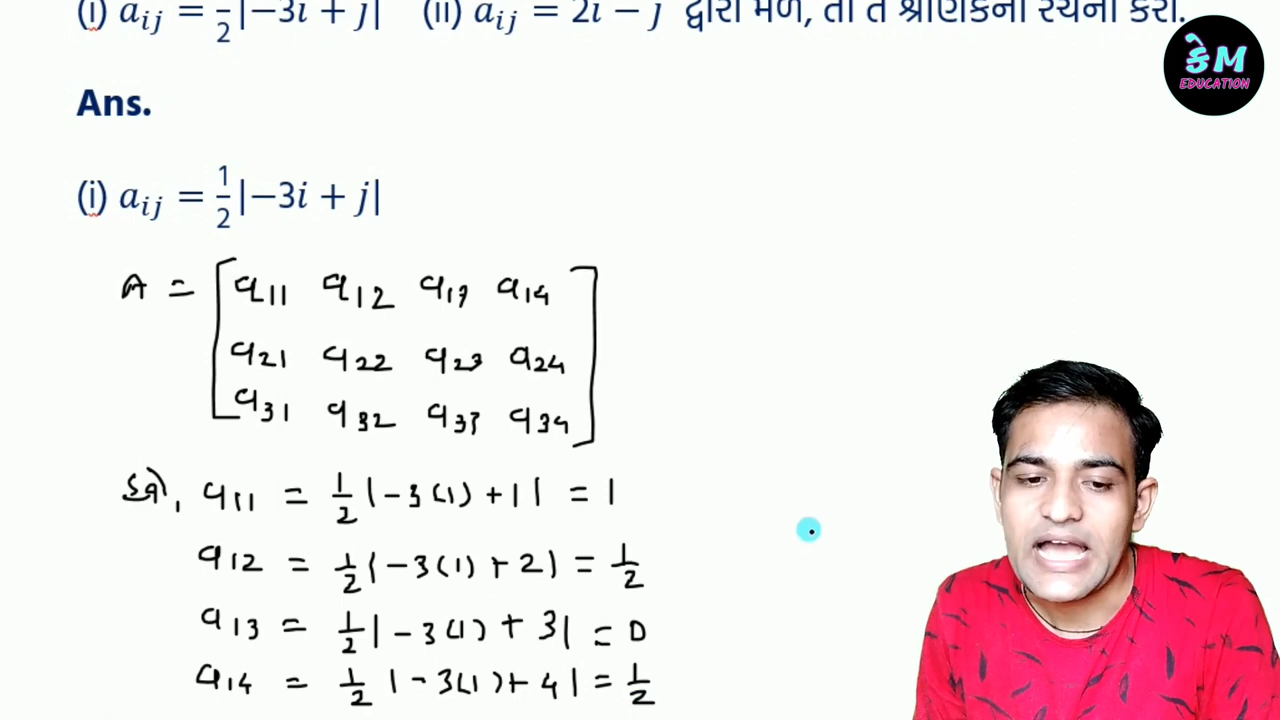 (i) aᵢⱼ = 1/2|−3i + j| (ii) aᵢⱼ = 2i − j દ્વારા મળે, તો તે શ્રેણિકની રચના કરો.
કેM
EDUCATION
Ans.
(i) aᵢⱼ = 1/2|−3i + j|
A = [a11 a12 a13 a14
a21 a22 a23 a24
a31 a32 a33 a34]
હવે, a11 = 1/2|−3(1)+1| = 1
a12 = 1/2|−3(1)+2| = 1/2
a13 = 1/2|−3(1)+3| = 0
a14 = 1/2|−3(1)+4| = 1/2